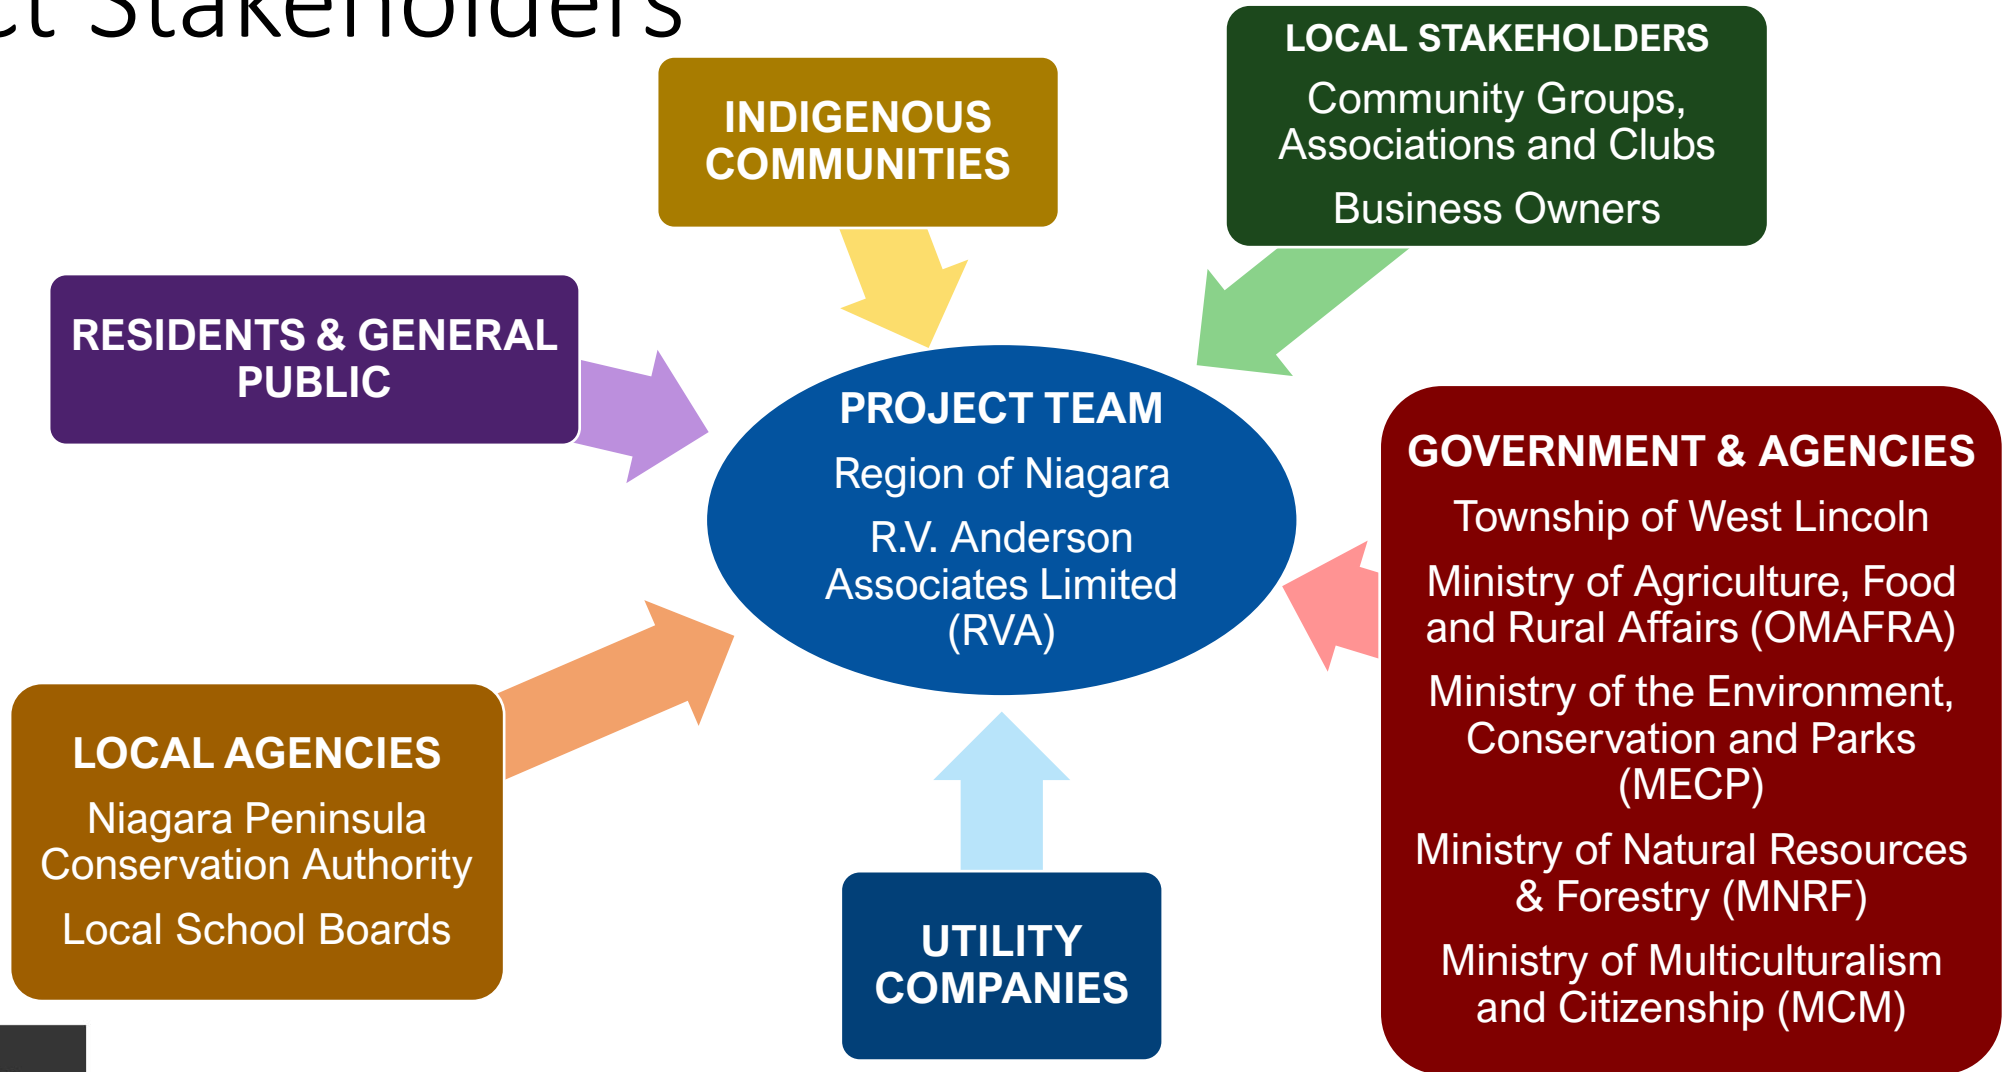 Stakeholders
INDIGENOUS
COMMUNITIES
LOCAL STAKEHOLDERS
Community Groups,
Associations and Clubs
Business Owners
RESIDENTS & GENERAL
PUBLIC
PROJECT TEAM
Region of Niagara
R.V. Anderson
Associates Limited
(RVA)
GOVERNMENT & AGENCIES
Township of West Lincoln
Ministry of Agriculture, Food
and Rural Affairs (OMAFRA)
Ministry of the Environment,
Conservation and Parks
(MECP)
Ministry of Natural Resources
& Forestry (MNRF)
Ministry of Multiculturalism
and Citizenship (MCM)
LOCAL AGENCIES
Niagara Peninsula
Conservation Authority
Local School Boards
UTILITY
COMPANIES